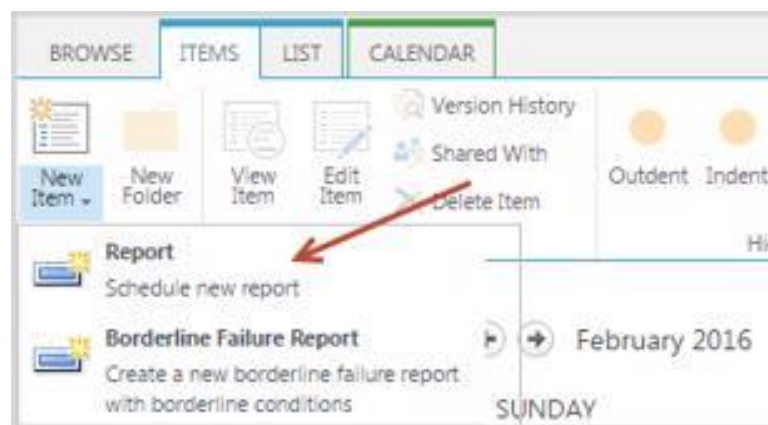 BROWSE ITEMS LIST CALENDAR
Version History
Shared With
Delete Item
New Item
New Folder
View Item
Edit Item
Outdent Indent
Report
Schedule new report
Borderline Failure Report
Create a new borderline failure report
with borderline conditions
February 2016
SUNDAY